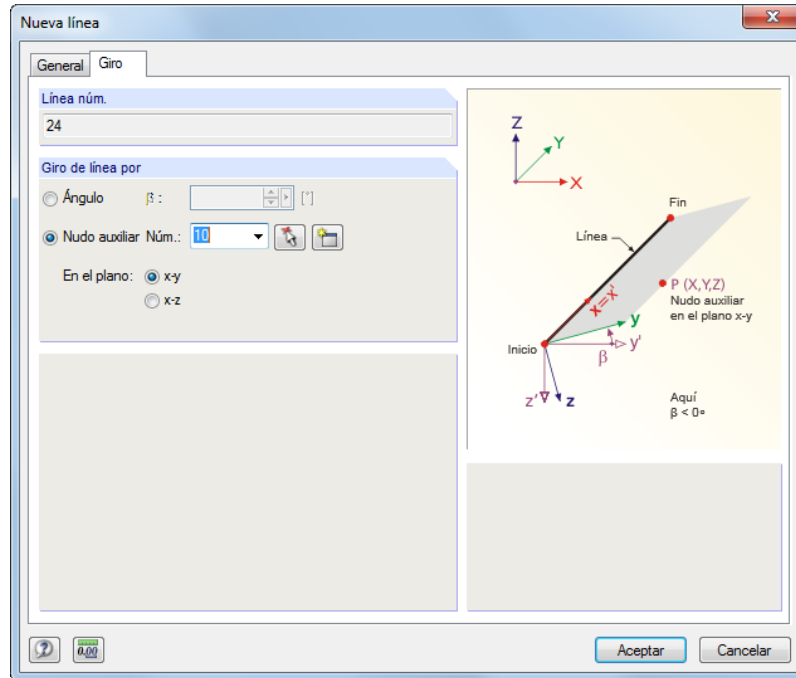 Nueva línea
General Giro
Línea núm.
24
Giro de línea por
Ángulo β : [°]
Nudo auxiliar Núm.: 10
En el plano: x-y
x-z
Z
Y
X
Fin
Línea
x=x'
P (X,Y,Z)
Nudo auxiliar
en el plano x-y
y
Inicio
β
y'
z'
z
Aquí
β < 0°
0.00
Aceptar
Cancelar